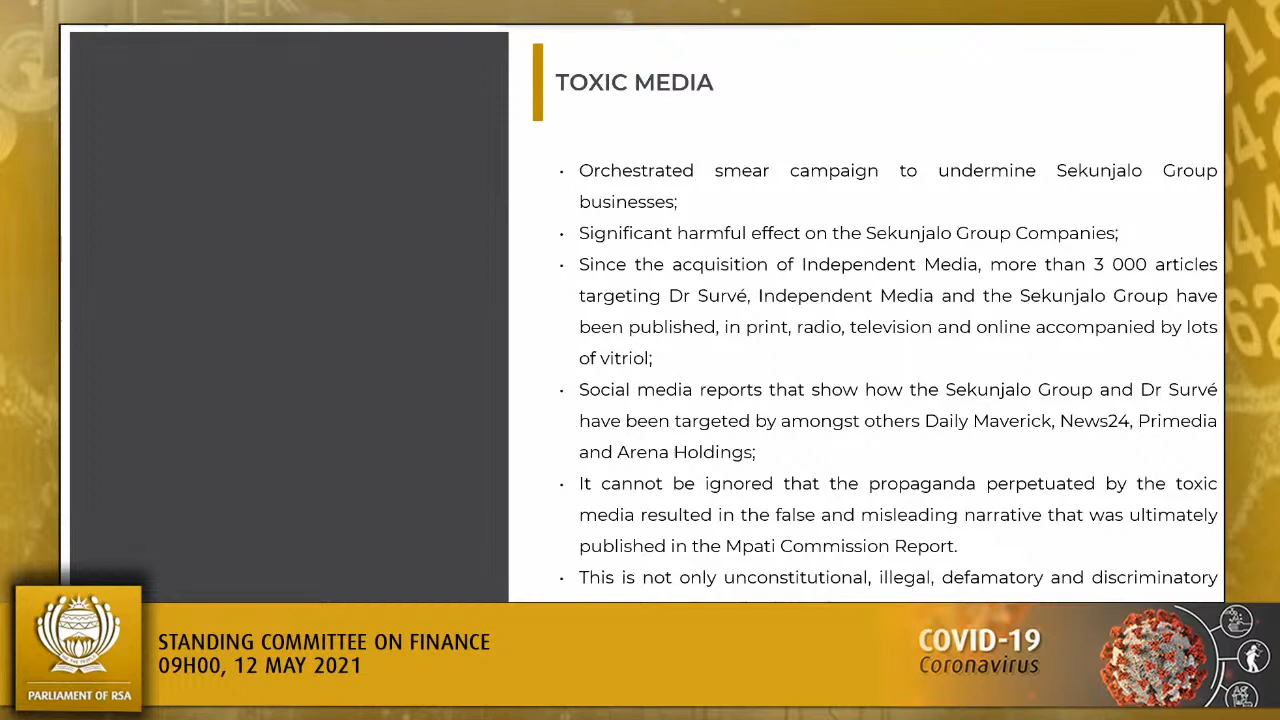 TOXIC MEDIA
· Orchestrated smear campaign to undermine Sekunjalo Group
businesses;
· Significant harmful effect on the Sekunjalo Group Companies;
· Since the acquisition of Independent Media, more than 3 000 articles
targeting Dr Survé, Independent Media and the Sekunjalo Group have
been published, in print, radio, television and online accompanied by lots
of vitriol;
· Social media reports that show how the Sekunjalo Group and Dr Survé
have been targeted by amongst others Daily Maverick, News24, Primedia
and Arena Holdings;
· It cannot be ignored that the propaganda perpetuated by the toxic
media resulted in the false and misleading narrative that was ultimately
published in the Mpati Commission Report.
· This is not only unconstitutional, illegal, defamatory and discriminatory
STANDING COMMITTEE ON FINANCE
09H00, 12 MAY 2021
PARLIAMENT OF RSA
COVID-19
Coronavirus